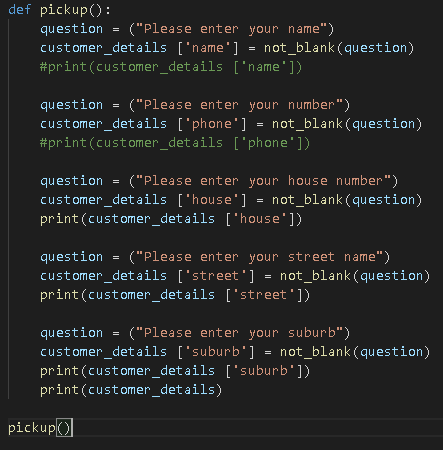 def pickup():
    question = ("Please enter your name")
    customer_details ['name'] = not_blank(question)
    #print(customer_details ['name'])

    question = ("Please enter your number")
    customer_details ['phone'] = not_blank(question)
    #print(customer_details ['phone'])

    question = ("Please enter your house number")
    customer_details ['house'] = not_blank(question)
    print(customer_details ['house'])

    question = ("Please enter your street name")
    customer_details ['street'] = not_blank(question)
    print(customer_details ['street'])

    question = ("Please enter your suburb")
    customer_details ['suburb'] = not_blank(question)
    print(customer_details ['suburb'])
    print(customer_details)

pickup()